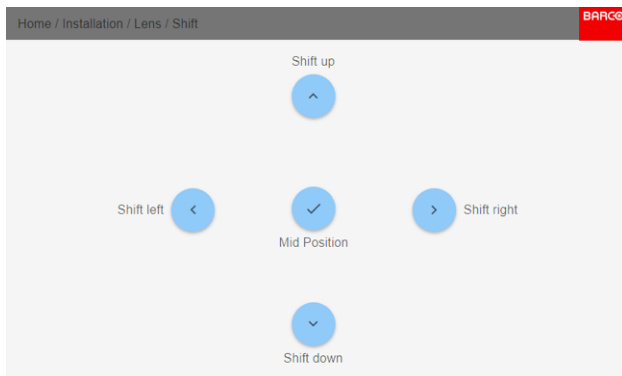 Home / Installation / Lens / Shift
BARCO
Shift up
Shift left
Shift right
Mid Position
Shift down